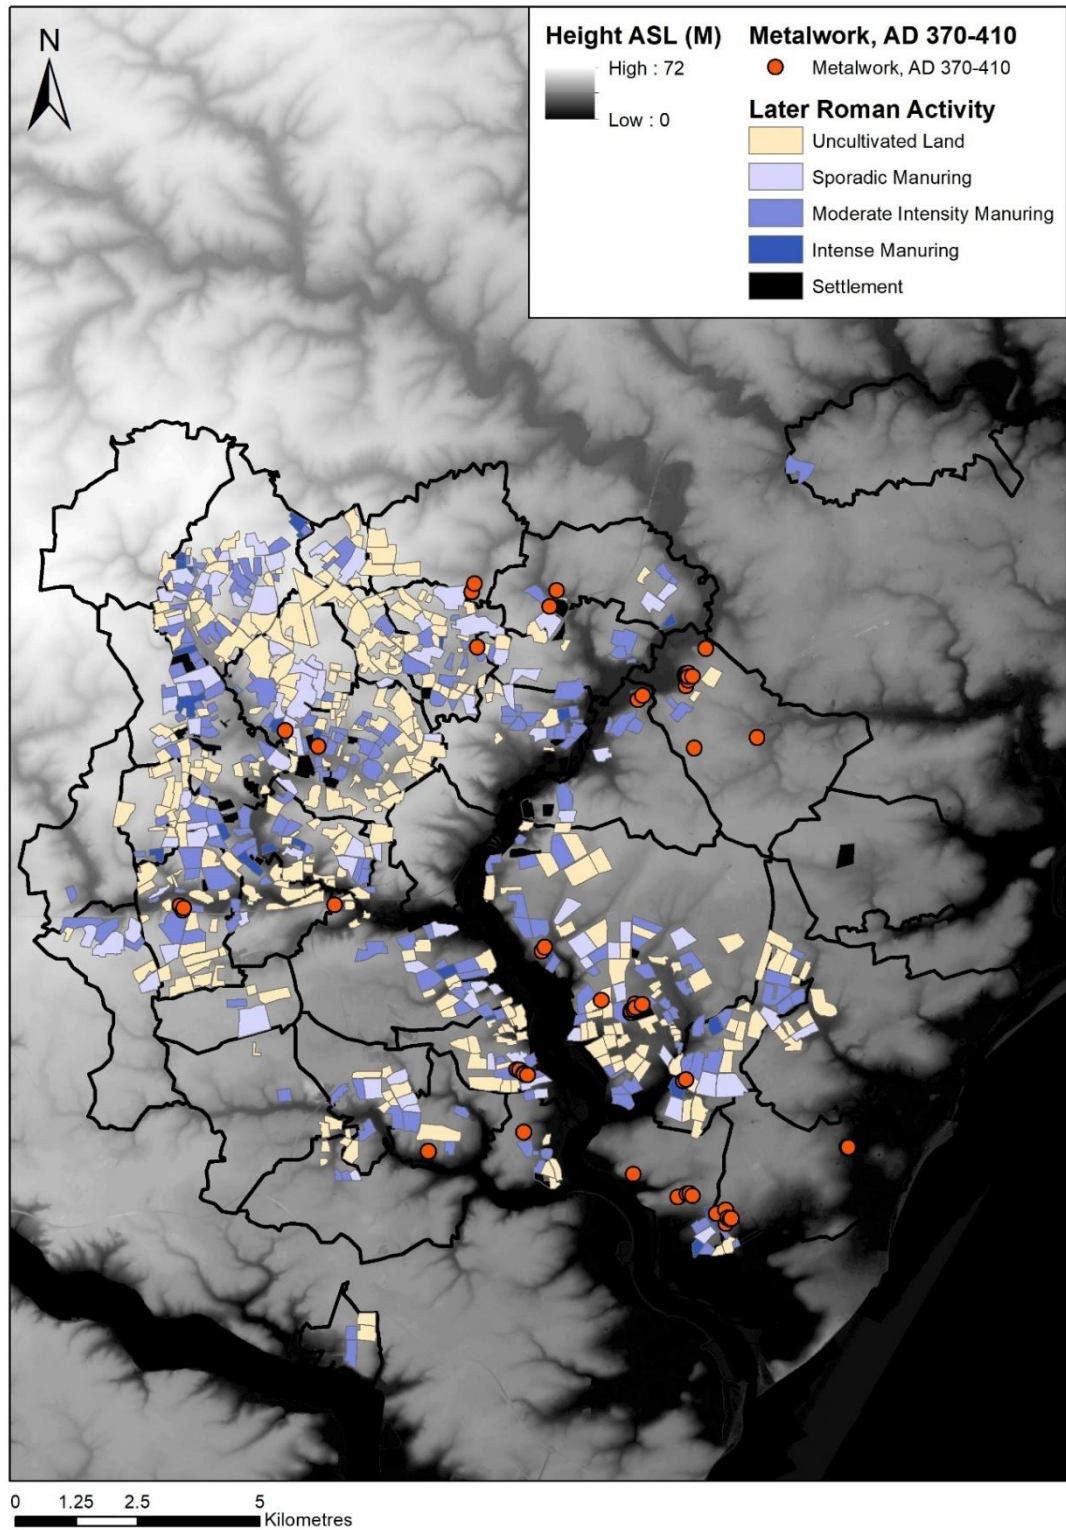 N
Height ASL (M)
High : 72
Low : 0
Metalwork, AD 370-410
Metalwork, AD 370-410
Later Roman Activity
Uncultivated Land
Sporadic Manuring
Moderate Intensity Manuring
Intense Manuring
Settlement
0 1.25 2.5 5
Kilometres